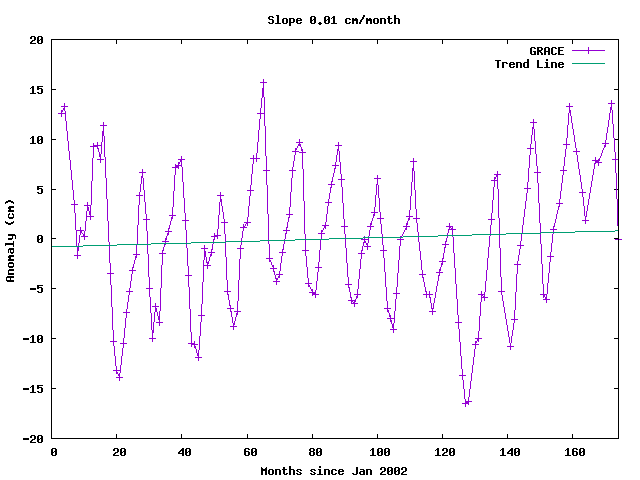 Slope 0.01 cm/month
GRACE
Trend Line
20
15
10
5
0
-5
-10
-15
-20
Anomaly (cm)
0 20 40 60 80 100 120 140 160
Months since Jan 2002